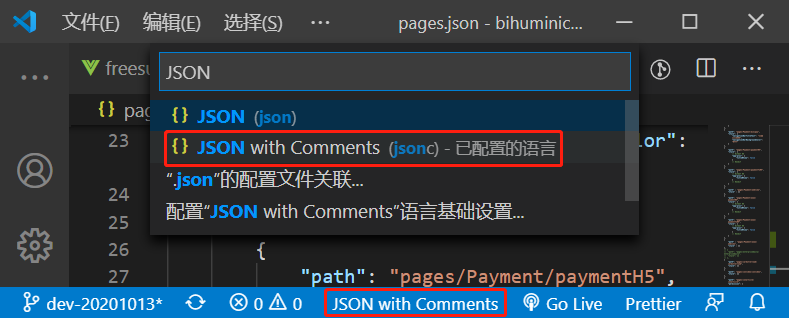 文件(F) 编辑(E) 选择(S) ··· pages.json - bihuminic
JSON
JSON (json)
JSON with Comments (jsonc) - 已配置的语言
“.json”的配置文件关联...
配置“JSON with Comments”语言基础设置...
23 lor":
24
25
26 {
27 "path": "pages/Payment/paymentH5",
dev-20201013* 0 0 JSON with Comments Go Live Prettier